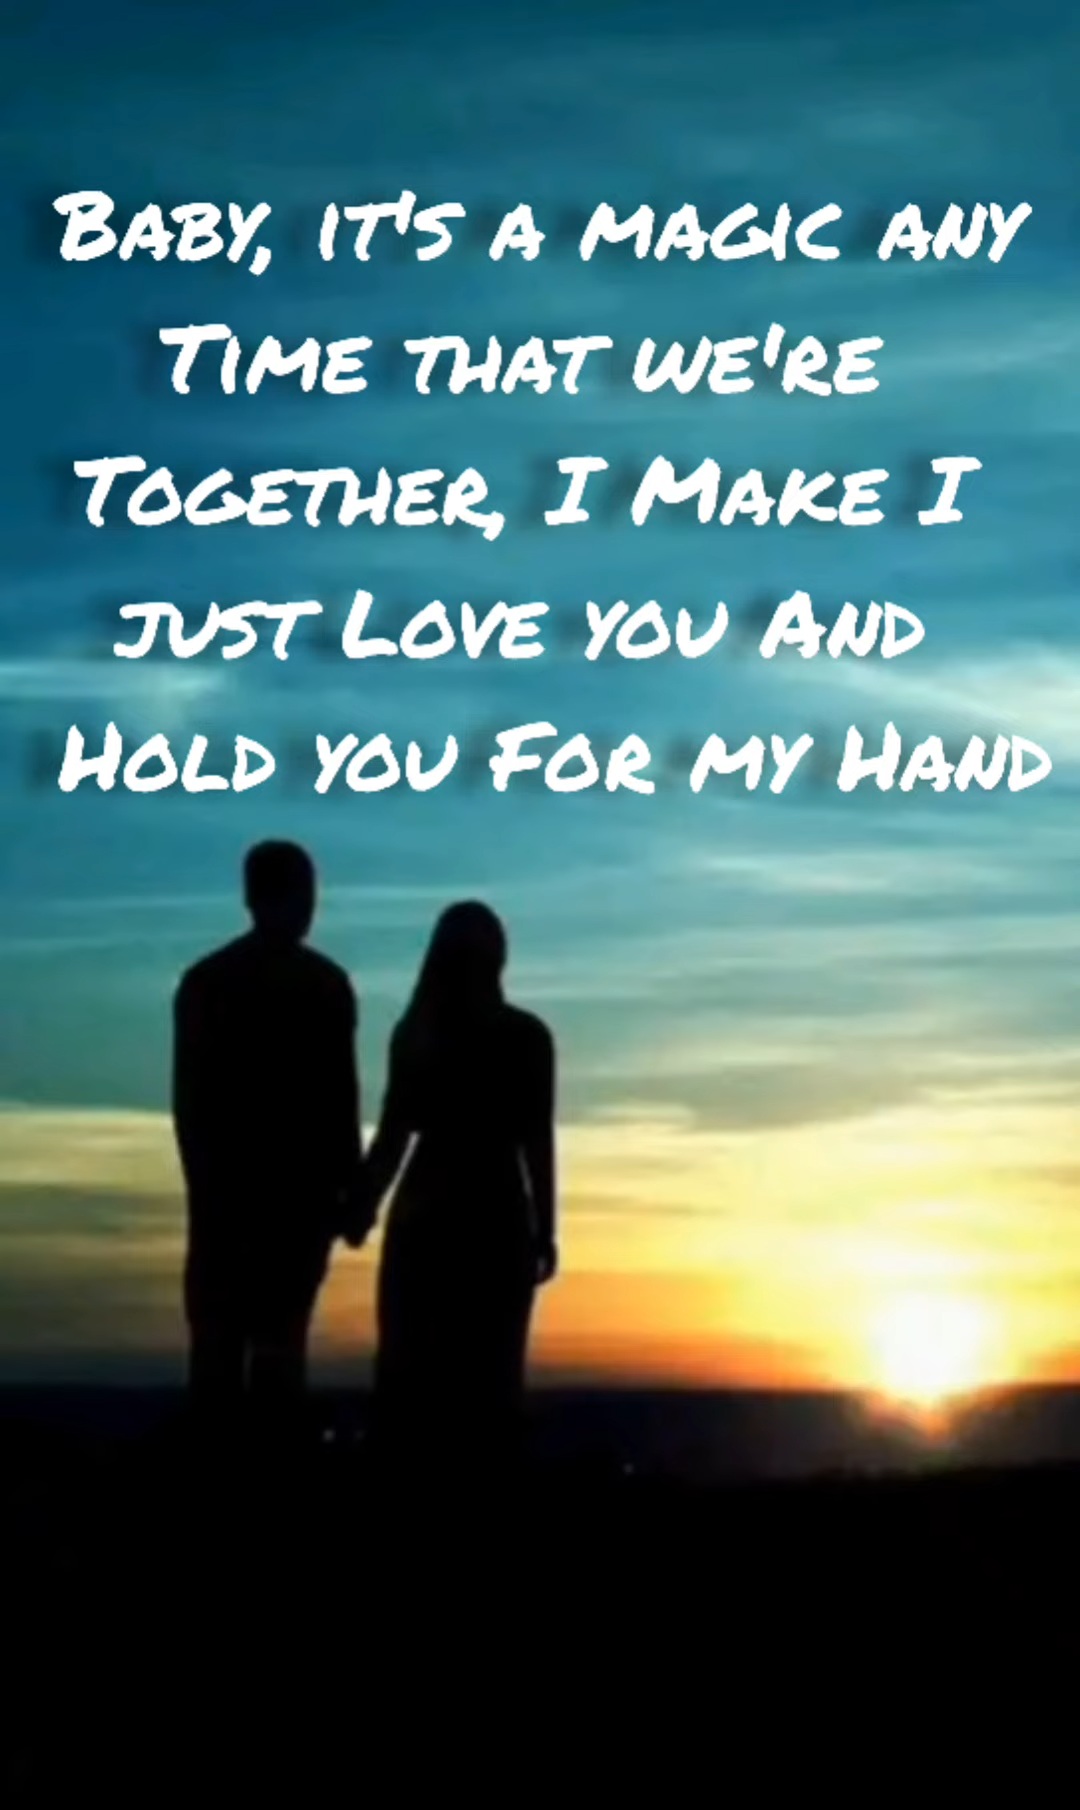 Baby, it's a magic any
Time that we're
Together, I Make I
just Love you And
Hold you For my Hand